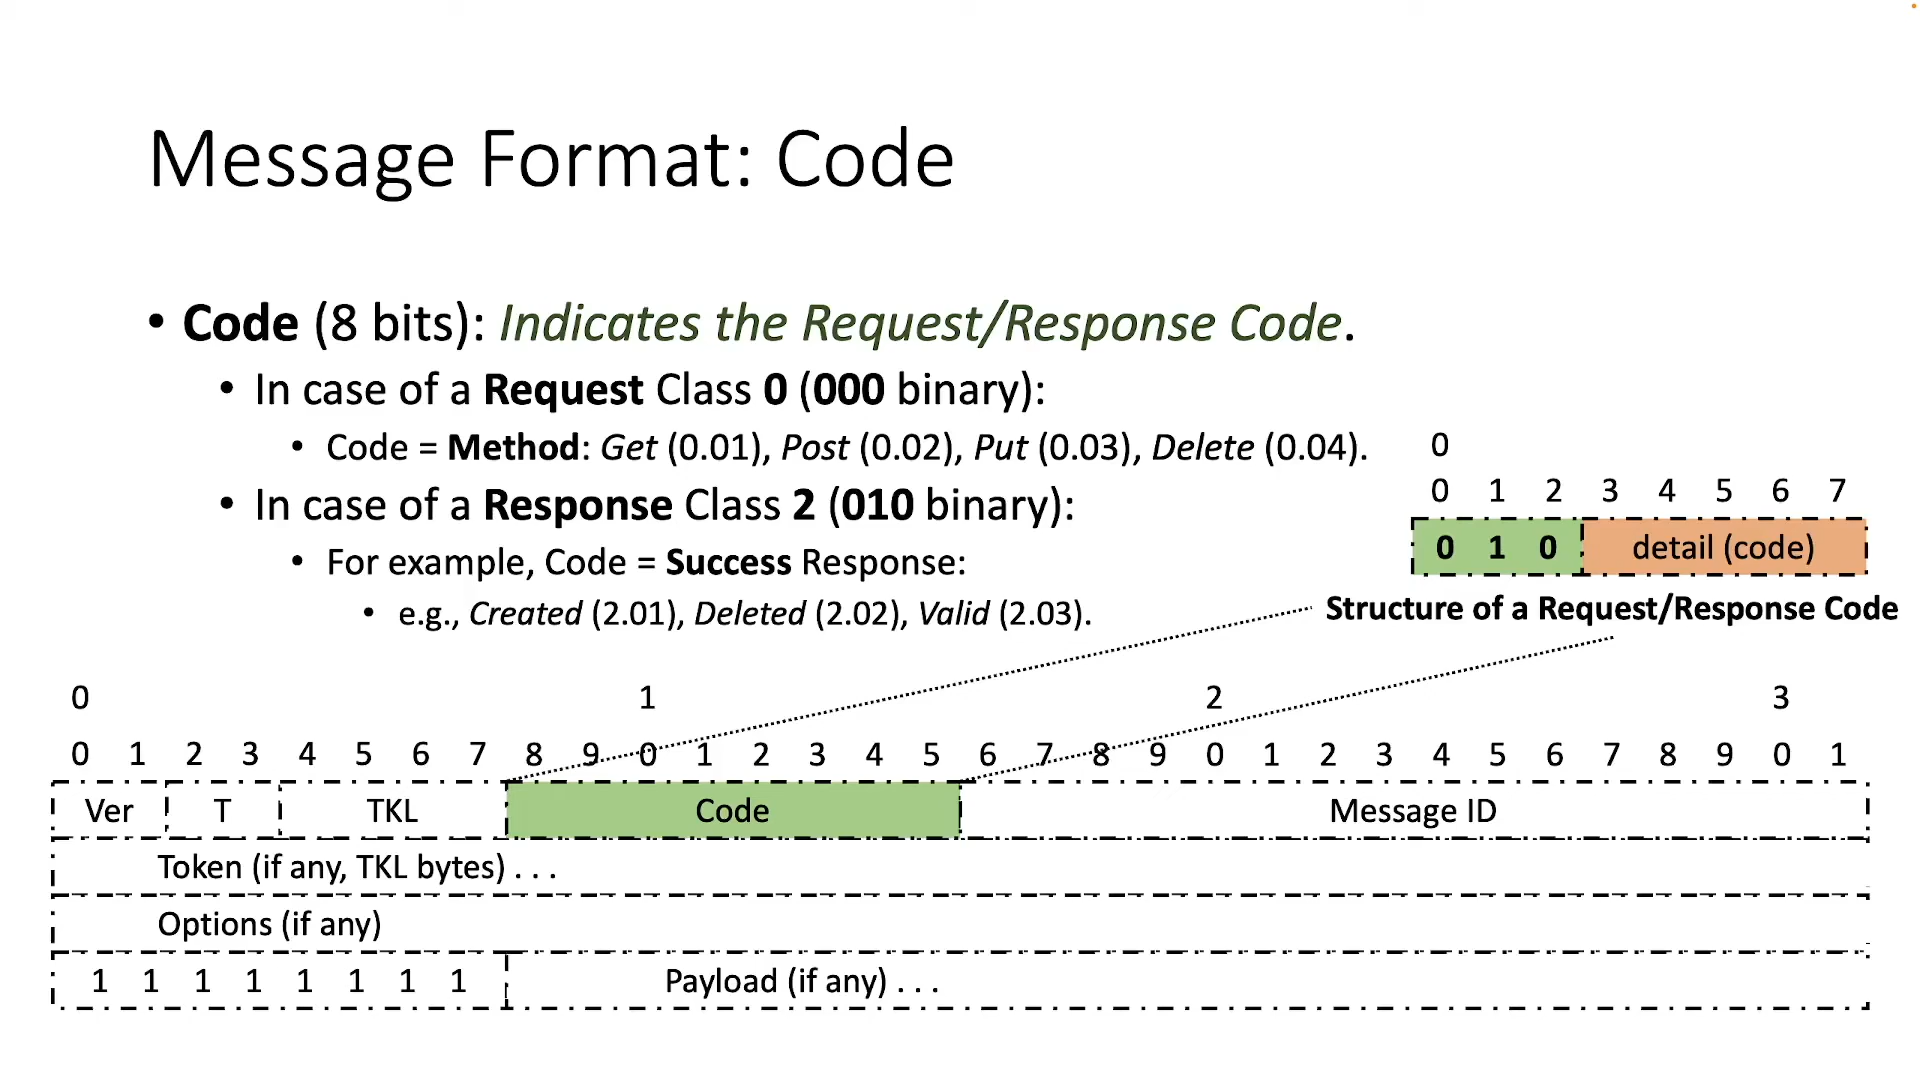 Message Format: Code
• Code (8 bits): Indicates the Request/Response Code.
• In case of a Request Class 0 (000 binary):
• Code = Method: Get (0.01), Post (0.02), Put (0.03), Delete (0.04).
• In case of a Response Class 2 (010 binary):
• For example, Code = Success Response:
• e.g., Created (2.01), Deleted (2.02), Valid (2.03).
0
0 1 2 3 4 5 6 7
0 1 0 detail (code)
Structure of a Request/Response Code
0 1 2 3
0 1 2 3 4 5 6 7 8 9 0 1 2 3 4 5 6 7 8 9 0 1 2 3 4 5 6 7 8 9 0 1
Ver T TKL Code Message ID
Token (if any, TKL bytes) . . .
Options (if any)
1 1 1 1 1 1 1 1 Payload (if any) . . .